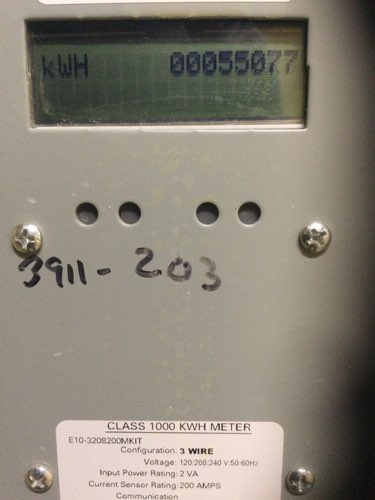 kWH 00055077
3911-203
CLASS 1000 KWH METER
E10-3208200MKIT
Configuration: 3 WIRE
Voltage: 120:208:240 V:50:60Hz
Input Power Rating: 2 VA
Current Sensor Rating: 200 AMPS
Communication